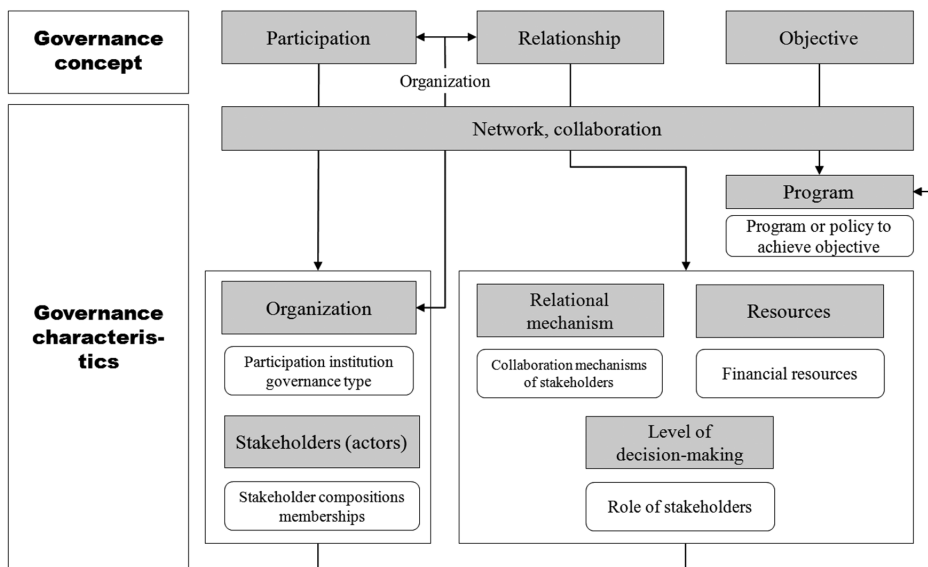 Governance
concept
Participation
Relationship
Objective
Organization
Network, collaboration
Program
Program or policy to
achieve objective
Governance
characteris-
tics
Organization
Participation institution
governance type
Stakeholders (actors)
Stakeholder compositions
memberships
Relational
mechanism
Collaboration mechanisms
of stakeholders
Resources
Financial resources
Level of
decision-making
Role of stakeholders